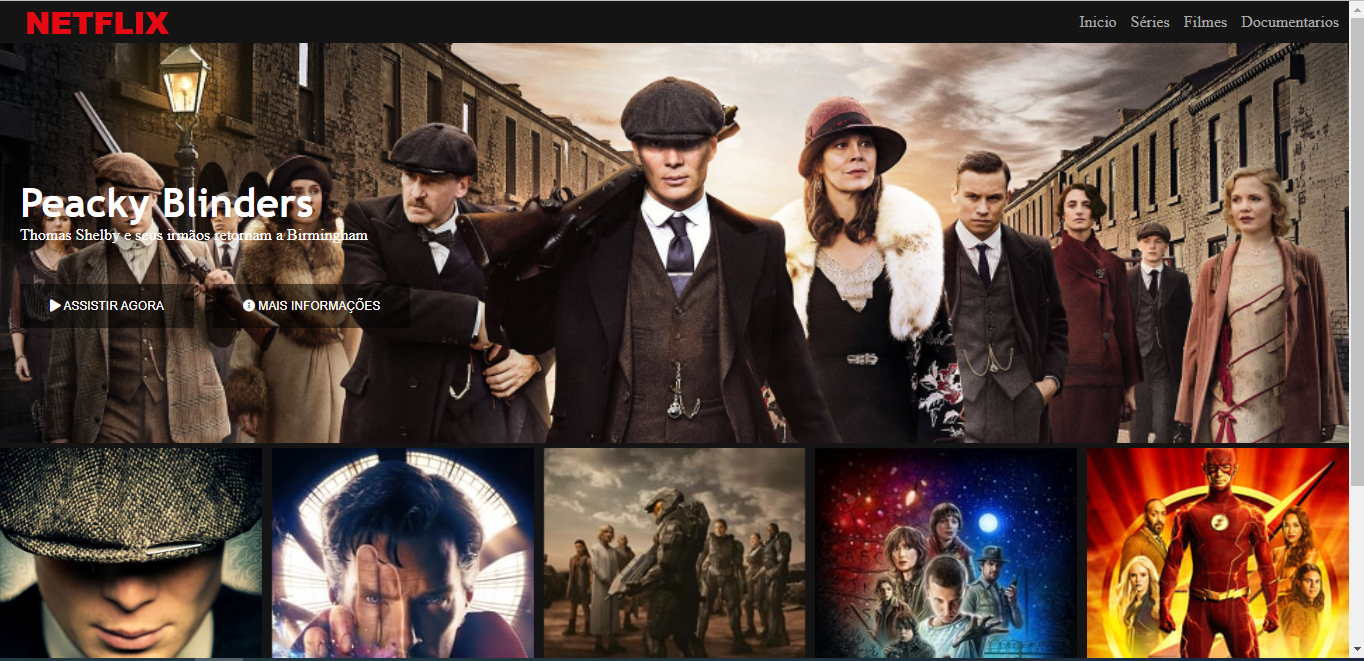 NETFLIX
Inicio Séries Filmes Documentarios
Peacky Blinders
Thomas Shelby e seus irmãos retornam a Birmingham
ASSISTIR AGORA MAIS INFORMAÇÕES